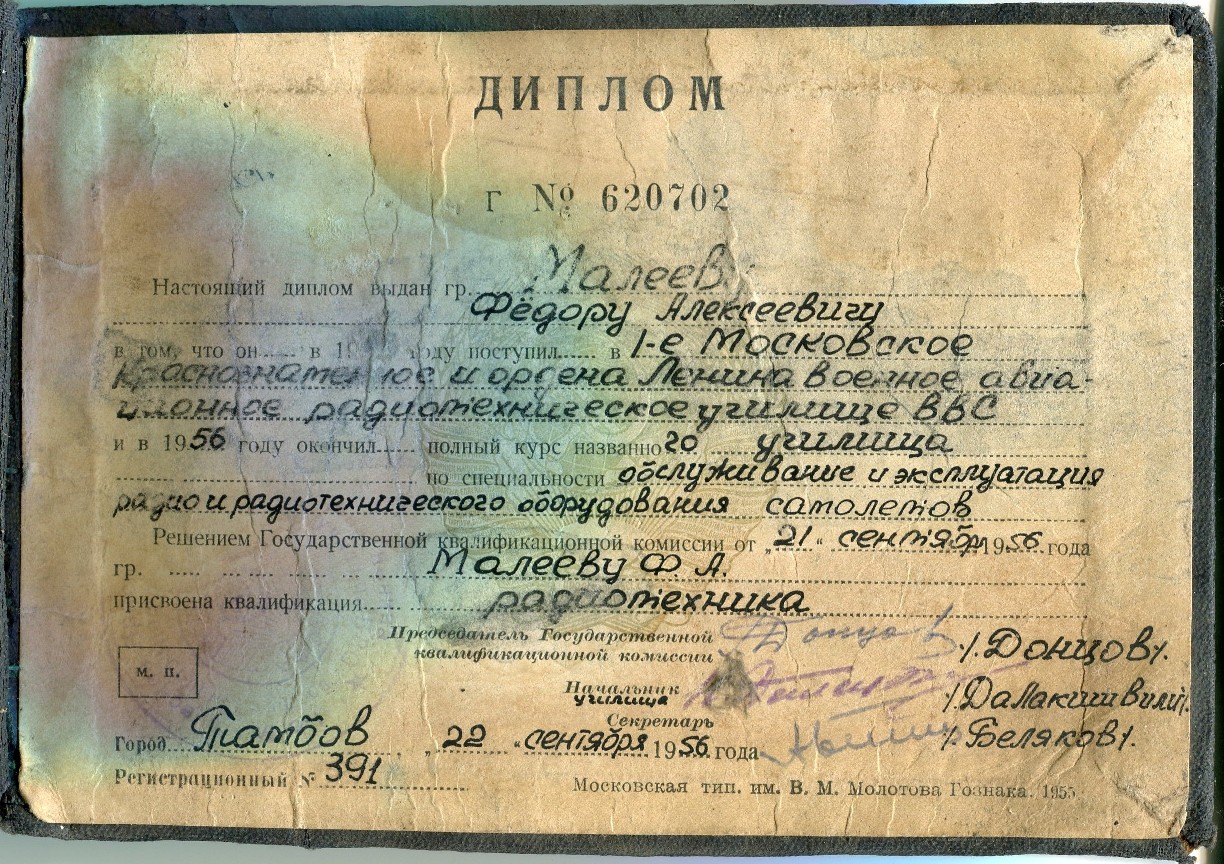 ДИПЛОМ
Г № 620702
Настоящий диплом выдан гр. Малееву
Фёдору Алексеевичу
в том, что он в 19 году поступил в 1-е Московское
Краснознаменное и ордена Ленина военное авиа-
ционное радиотехническое училище ВВС
и в 1956 году окончил полный курс названного училища
по специальности обслуживание и эксплуатация
радио и радиотехнического оборудования самолетов
Решением Государственной квалификационной комиссии от „21“ сентября 1956 года
гр. Малееву Ф. А.
присвоена квалификация радиотехника
Председатель Государственной
квалификационной комиссии Донцов /Донцов/.
М. П.
Начальник
училища /Далакишвили/.
Секретарь /Беляков/.
Город Тамбов „22“ сентября 1956 года
Регистрационный № 391
Московская тип. им. В. М. Молотова Гознака. 1955